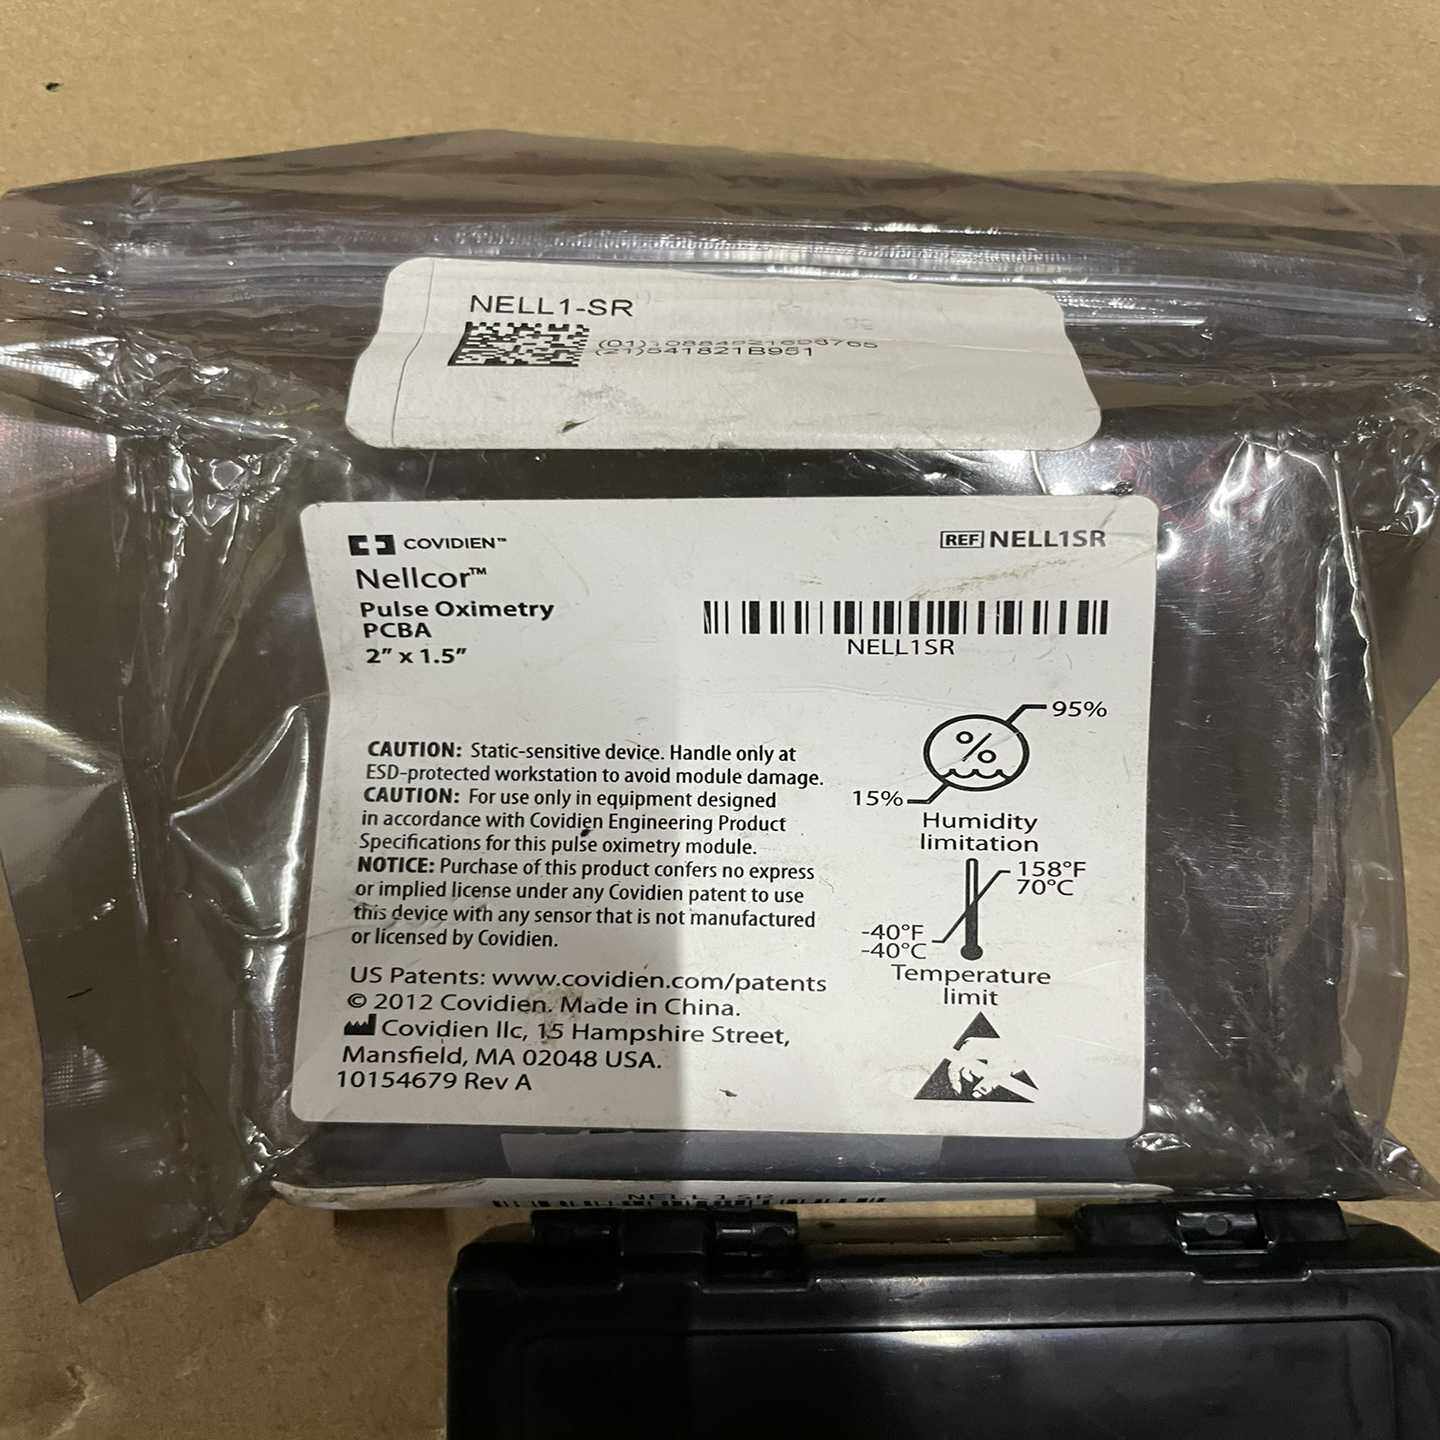 NELL1-SR
(21)541821B951
COVIDIEN™
Nellcor™
Pulse Oximetry
PCBA
2” x 1.5”
REF NELL1SR
NELL1SR
CAUTION: Static-sensitive device. Handle only at
ESD-protected workstation to avoid module damage.
CAUTION: For use only in equipment designed
in accordance with Covidien Engineering Product
Specifications for this pulse oximetry module.
NOTICE: Purchase of this product confers no express
or implied license under any Covidien patent to use
this device with any sensor that is not manufactured
or licensed by Covidien.
US Patents: www.covidien.com/patents
© 2012 Covidien. Made in China.
Covidien llc, 15 Hampshire Street,
Mansfield, MA 02048 USA.
10154679 Rev A
95%
%
15%
Humidity
limitation
158°F
70°C
-40°F
-40°C
Temperature
limit
NELL1SR